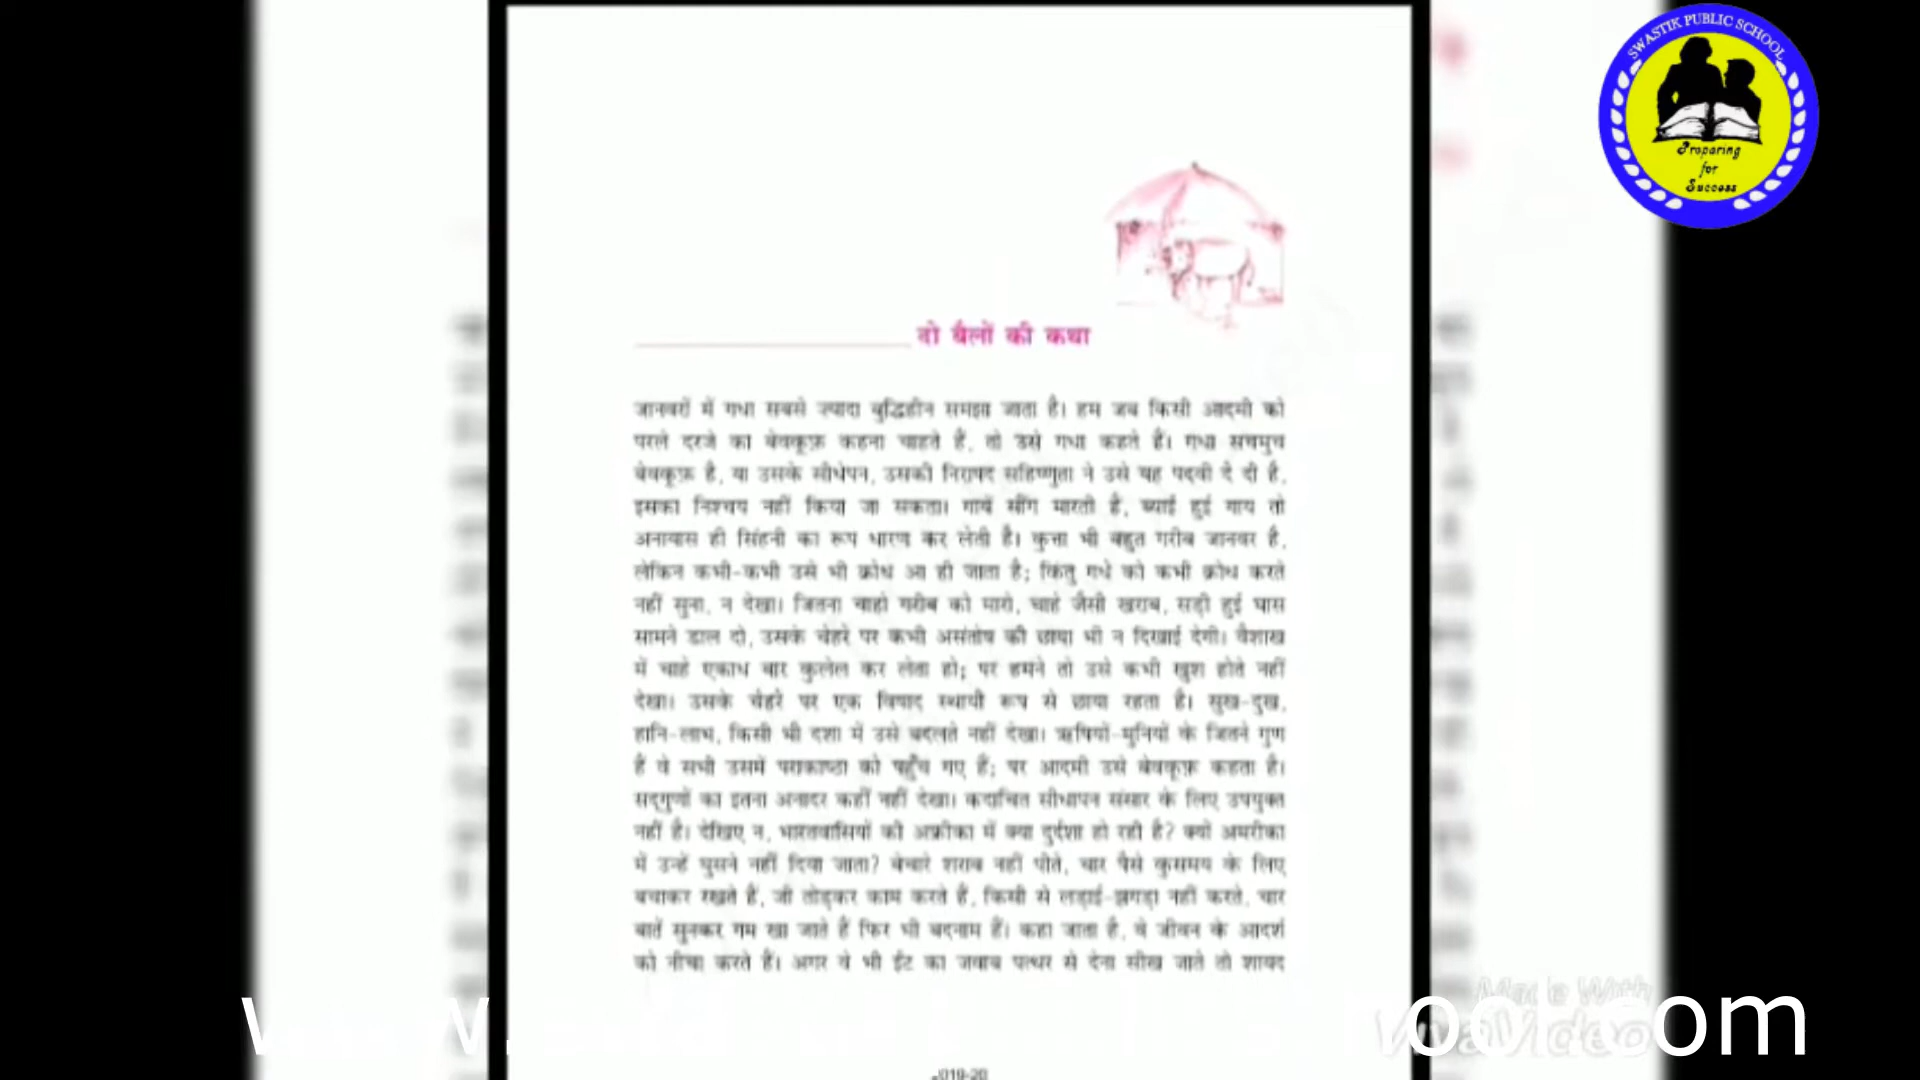 SWASTIK PUBLIC SCHOOL
Preparing
for
Success
दो बैलों की कथा
जानवरों में गधा सबसे ज्यादा बुद्धिहीन समझा जाता है। हम जब किसी आदमी को
परले दरजे का बेवकूफ़ कहना चाहते हैं, तो उसे गधा कहते हैं। गधा सचमुच
बेवकूफ़ है, या उसके सीधेपन, उसकी निरापद सहिष्णुता ने उसे यह पदवी दे दी है,
इसका निश्चय नहीं किया जा सकता। गायें सींग मारती हैं, ब्याई हुई गाय तो
अनायास ही सिंहनी का रूप धारण कर लेती है। कुत्ता भी बहुत गरीब जानवर है,
लेकिन कभी-कभी उसे भी क्रोध आ ही जाता है; किंतु गधे को कभी क्रोध करते
नहीं सुना, न देखा। जितना चाहो गरीब को मारो, चाहे जैसी खराब, सड़ी हुई घास
सामने डाल दो, उसके चेहरे पर कभी असंतोष की छाया भी न दिखाई देगी। वैशाख
में चाहे एकाध बार कुलेल कर लेता हो; पर हमने तो उसे कभी खुश होते नहीं
देखा। उसके चेहरे पर एक विषाद स्थायी रूप से छाया रहता है। सुख-दुख,
हानि-लाभ, किसी भी दशा में उसे बदलते नहीं देखा। ऋषियों-मुनियों के जितने गुण
हैं वे सभी उसमें पराकाष्ठा को पहुँच गए हैं; पर आदमी उसे बेवकूफ़ कहता है।
सद्गुणों का इतना अनादर कहीं नहीं देखा। कदाचित सीधापन संसार के लिए उपयुक्त
नहीं है। देखिए न, भारतवासियों की अफ्रीका में क्या दुर्दशा हो रही है? क्यों अमरीका
में उन्हें घुसने नहीं दिया जाता? बेचारे शराब नहीं पीते, चार पैसे कुसमय के लिए
बचाकर रखते हैं, जी तोड़कर काम करते हैं, किसी से लड़ाई-झगड़ा नहीं करते, चार
बातें सुनकर गम खा जाते हैं फिर भी बदनाम हैं। कहा जाता है, वे जीवन के आदर्श
को नीचा करते हैं। अगर वे भी ईंट का जवाब पत्थर से देना सीख जाते तो शायद
Made With
VivaVideo
019-20